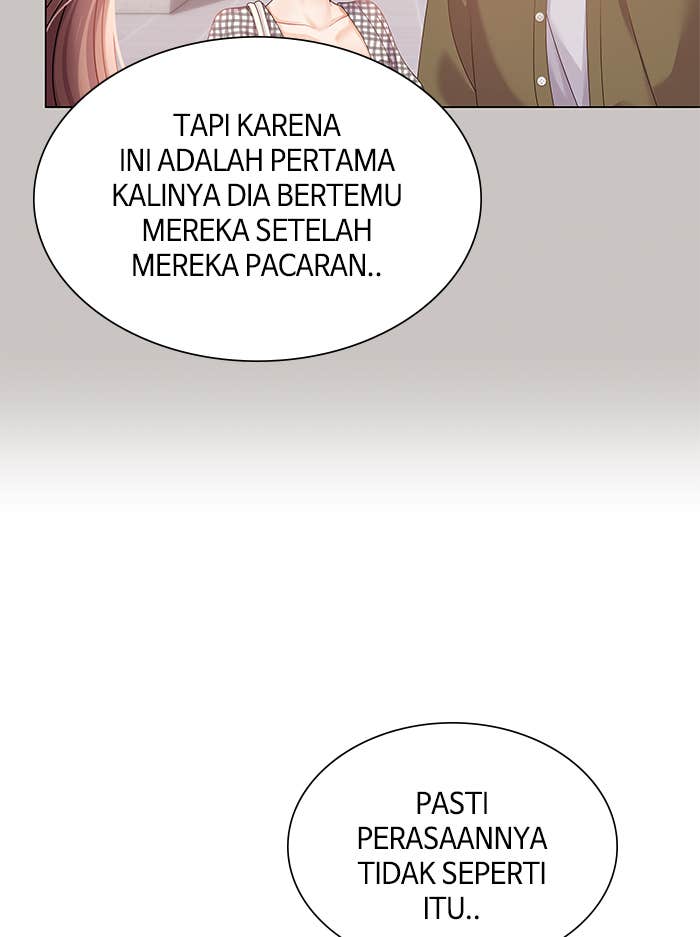 TAPI KARENA
INI ADALAH PERTAMA
KALINYA DIA BERTEMU
MEREKA SETELAH
MEREKA PACARAN..
PASTI
PERASAANNYA
TIDAK SEPERTI
ITU..